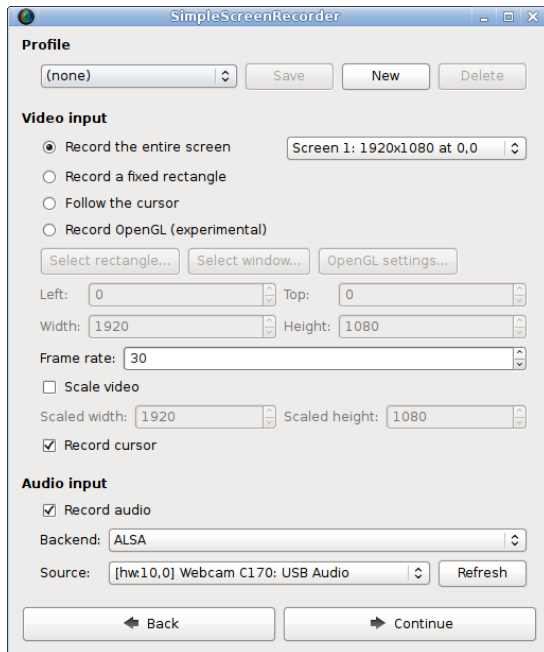 SimpleScreenRecorder
Profile
(none) Save New Delete
Video input
Record the entire screen Screen 1: 1920x1080 at 0,0
Record a fixed rectangle
Follow the cursor
Record OpenGL (experimental)
Select rectangle... Select window... OpenGL settings...
Left: 0 Top: 0
Width: 1920 Height: 1080
Frame rate: 30
Scale video
Scaled width: 1920 Scaled height: 1080
Record cursor
Audio input
Record audio
Backend: ALSA
Source: [hw:10,0] Webcam C170: USB Audio Refresh
Back Continue